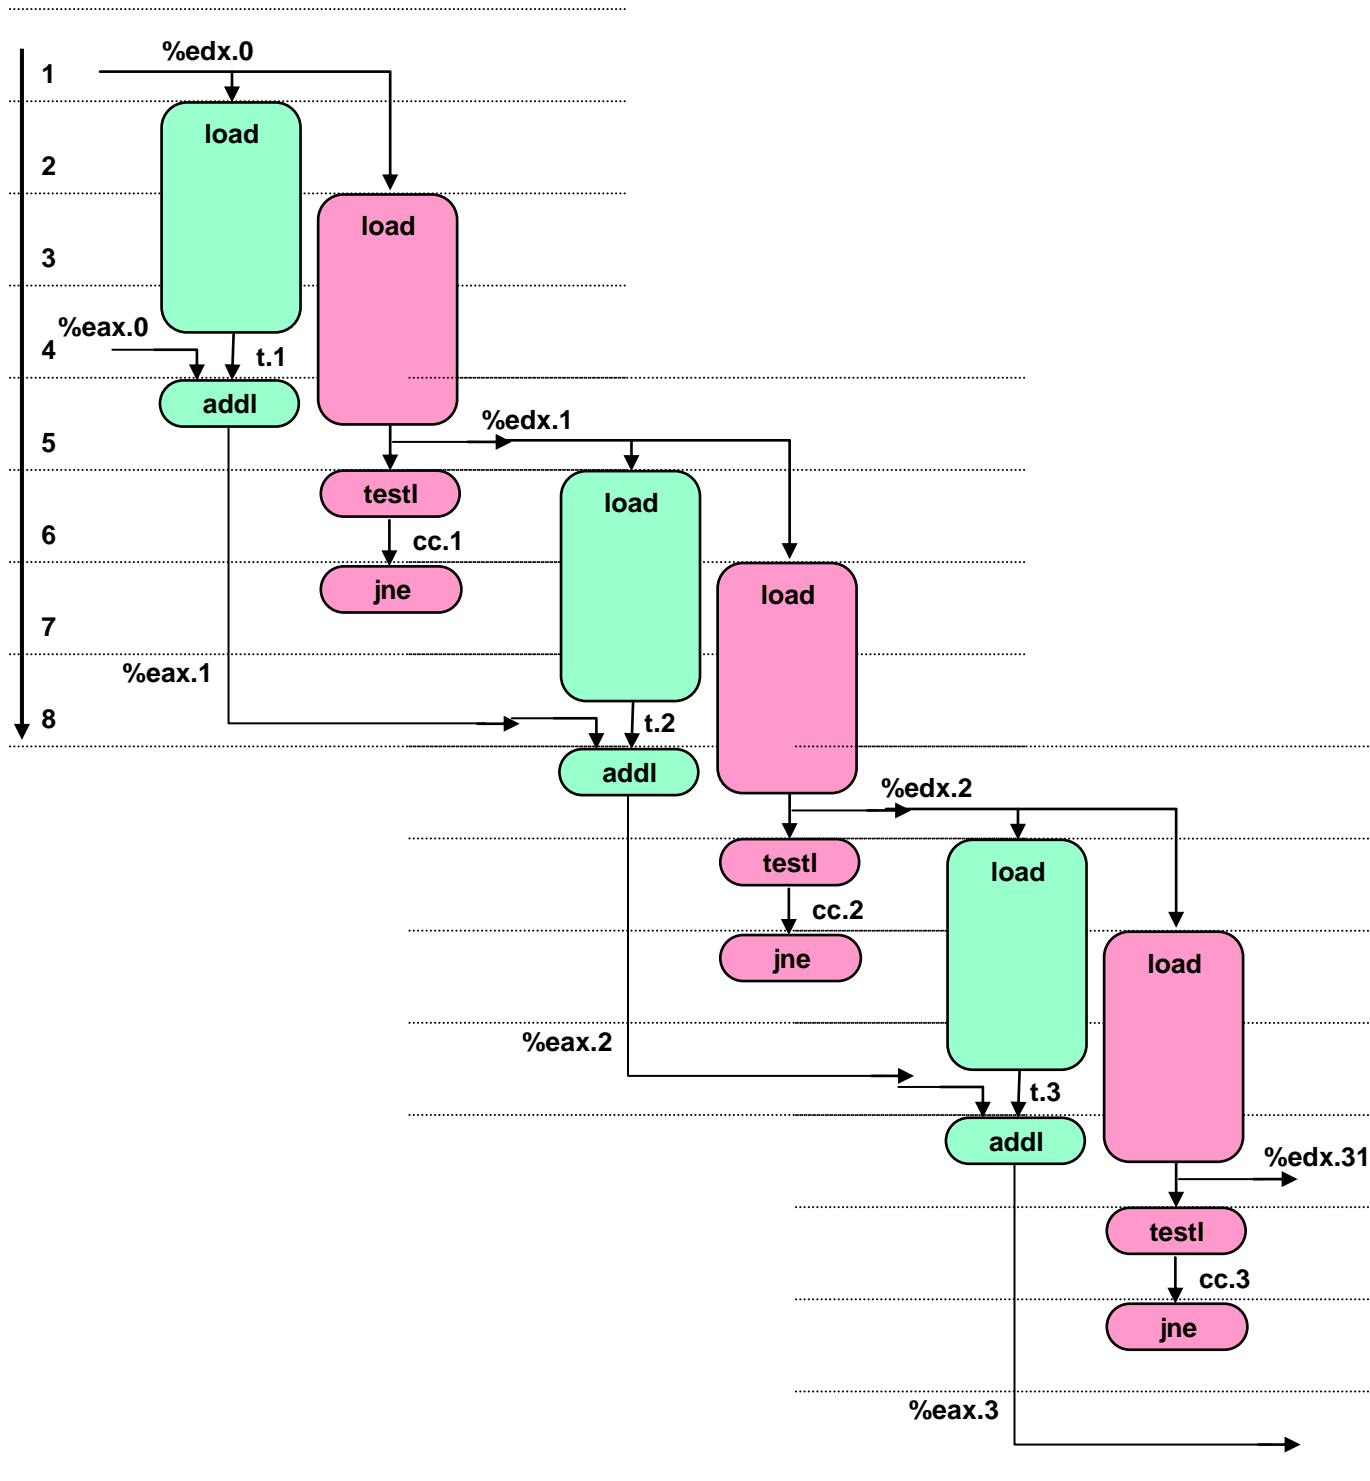 %edx.0
1
load
2
load
3
%eax.0
4
t.1
addl
%edx.1
5
testl
load
6
cc.1
jne
load
7
%eax.1
8
t.2
addl
%edx.2
testl
load
cc.2
jne
load
%eax.2
t.3
addl
%edx.31
testl
cc.3
jne
%eax.3